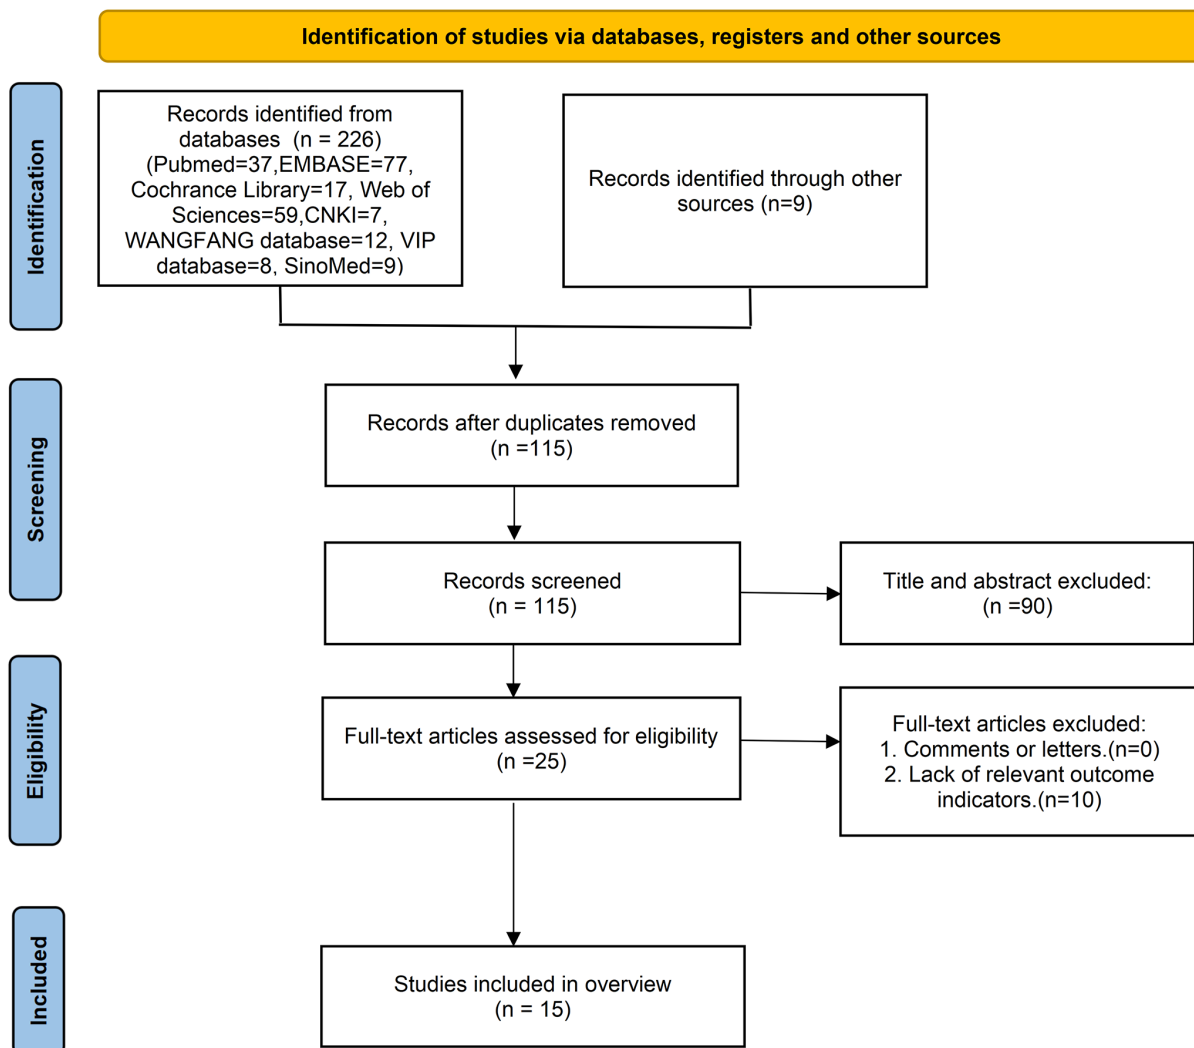 Identification of studies via databases, registers and other sources
Identification
Records identified from
databases  (n = 226)
(Pubmed=37,EMBASE=77,
Cochrance Library=17, Web of
Sciences=59,CNKI=7,
WANGFANG database=12, VIP
database=8, SinoMed=9)
Records identified through other
sources (n=9)
Screening
Records after duplicates removed
(n =115)
Records screened
(n = 115)
Title and abstract excluded:
(n =90)
Eligibility
Full-text articles assessed for eligibility
(n =25)
Full-text articles excluded:
1. Comments or letters.(n=0)
2. Lack of relevant outcome
indicators.(n=10)
Included
Studies included in overview
(n = 15)